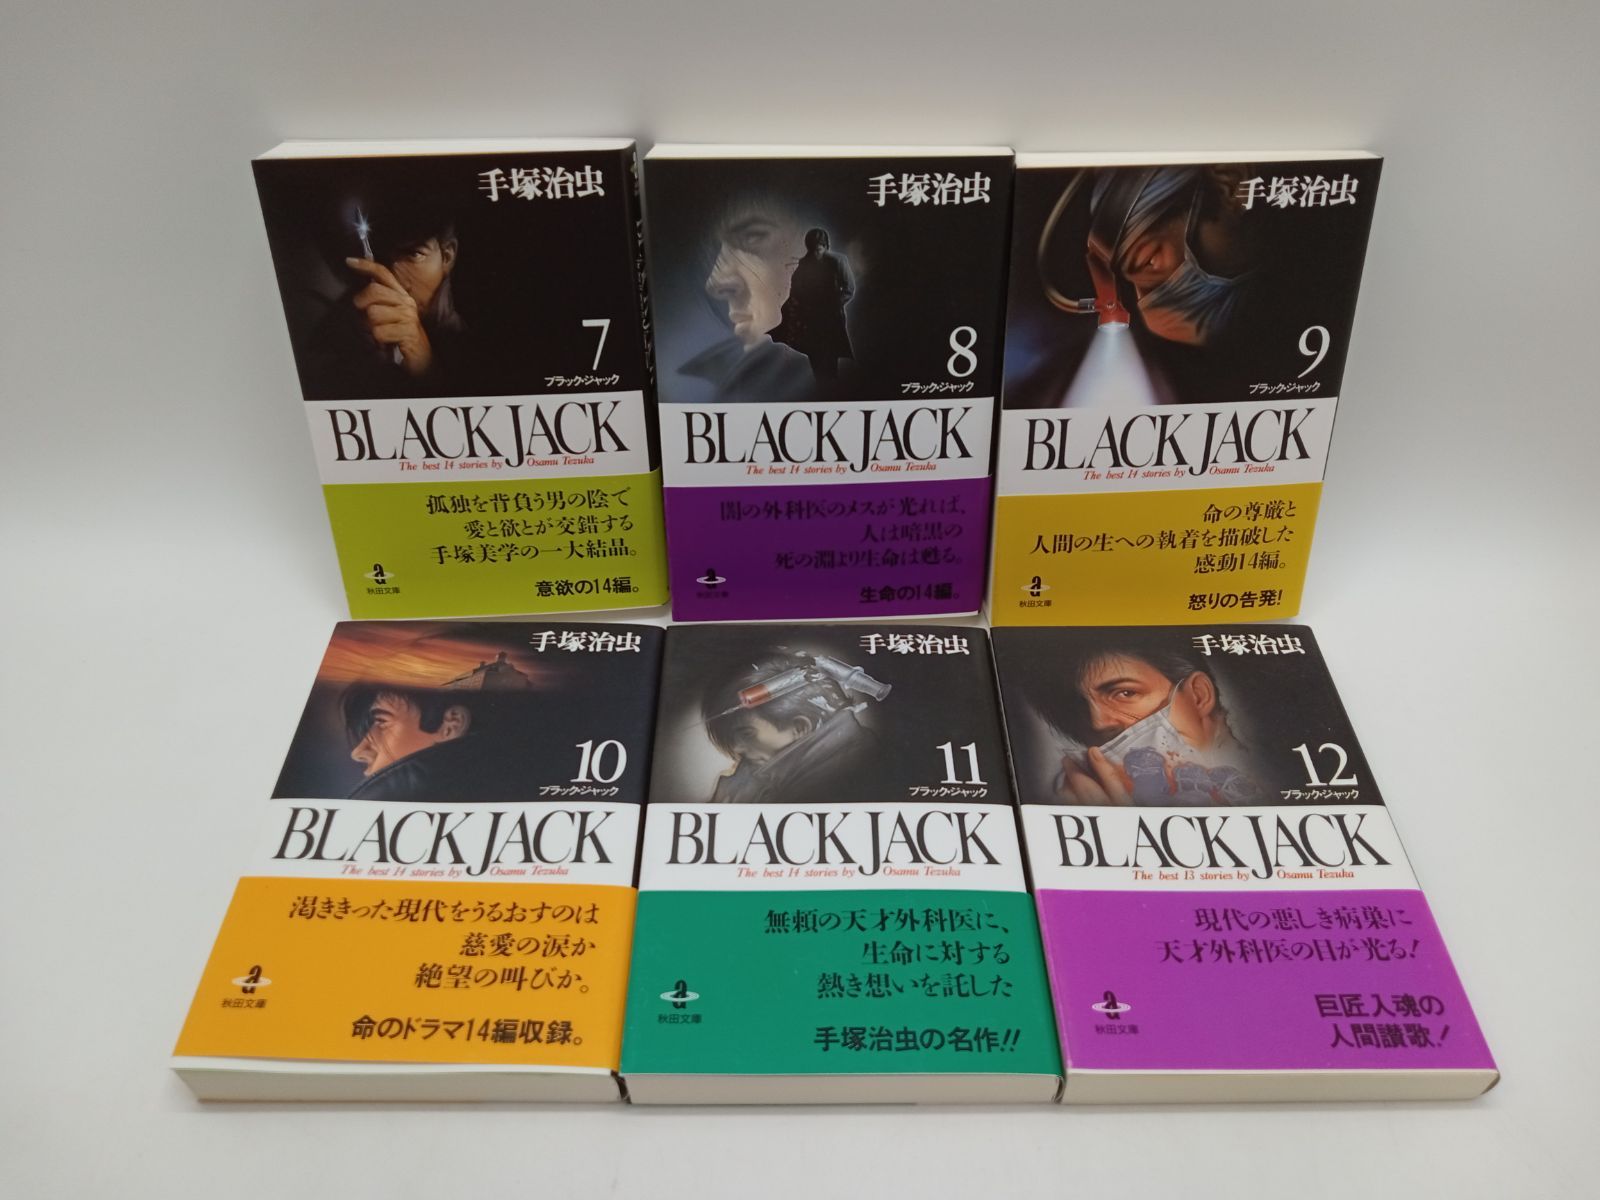 手塚治虫
7
ブラック・ジャック
BLACK JACK
The best 14 stories by Osamu Tezuka
孤独を背負う男の陰で
愛と欲とが交錯する
手塚美学の一大結晶。
a
秋田文庫
意欲の14編。
手塚治虫
8
ブラック・ジャック
BLACK JACK
The best 14 stories by Osamu Tezuka
闇の外科医のメスが光れば、
人は暗黒の
死の淵より生命は甦る。
a
秋田文庫
生命の14編。
手塚治虫
9
ブラック・ジャック
BLACK JACK
The best 14 stories by Osamu Tezuka
命の尊厳と
人間の生への執着を描破した
感動14編。
a
秋田文庫
怒りの告発!
手塚治虫
10
ブラック・ジャック
BLACK JACK
The best 14 stories by Osamu Tezuka
渇ききった現代をうるおすのは
慈愛の涙か
絶望の叫びか。
a
秋田文庫
命のドラマ14編収録。
手塚治虫
11
ブラック・ジャック
BLACK JACK
The best 14 stories by Osamu Tezuka
無頼の天才外科医に、
生命に対する
熱き想いを託した
a
秋田文庫
手塚治虫の名作!!
手塚治虫
12
ブラック・ジャック
BLACK JACK
The best 13 stories by Osamu Tezuka
現代の悪しき病巣に
天才外科医の目が光る!
a
秋田文庫
巨匠入魂の
人間讃歌!